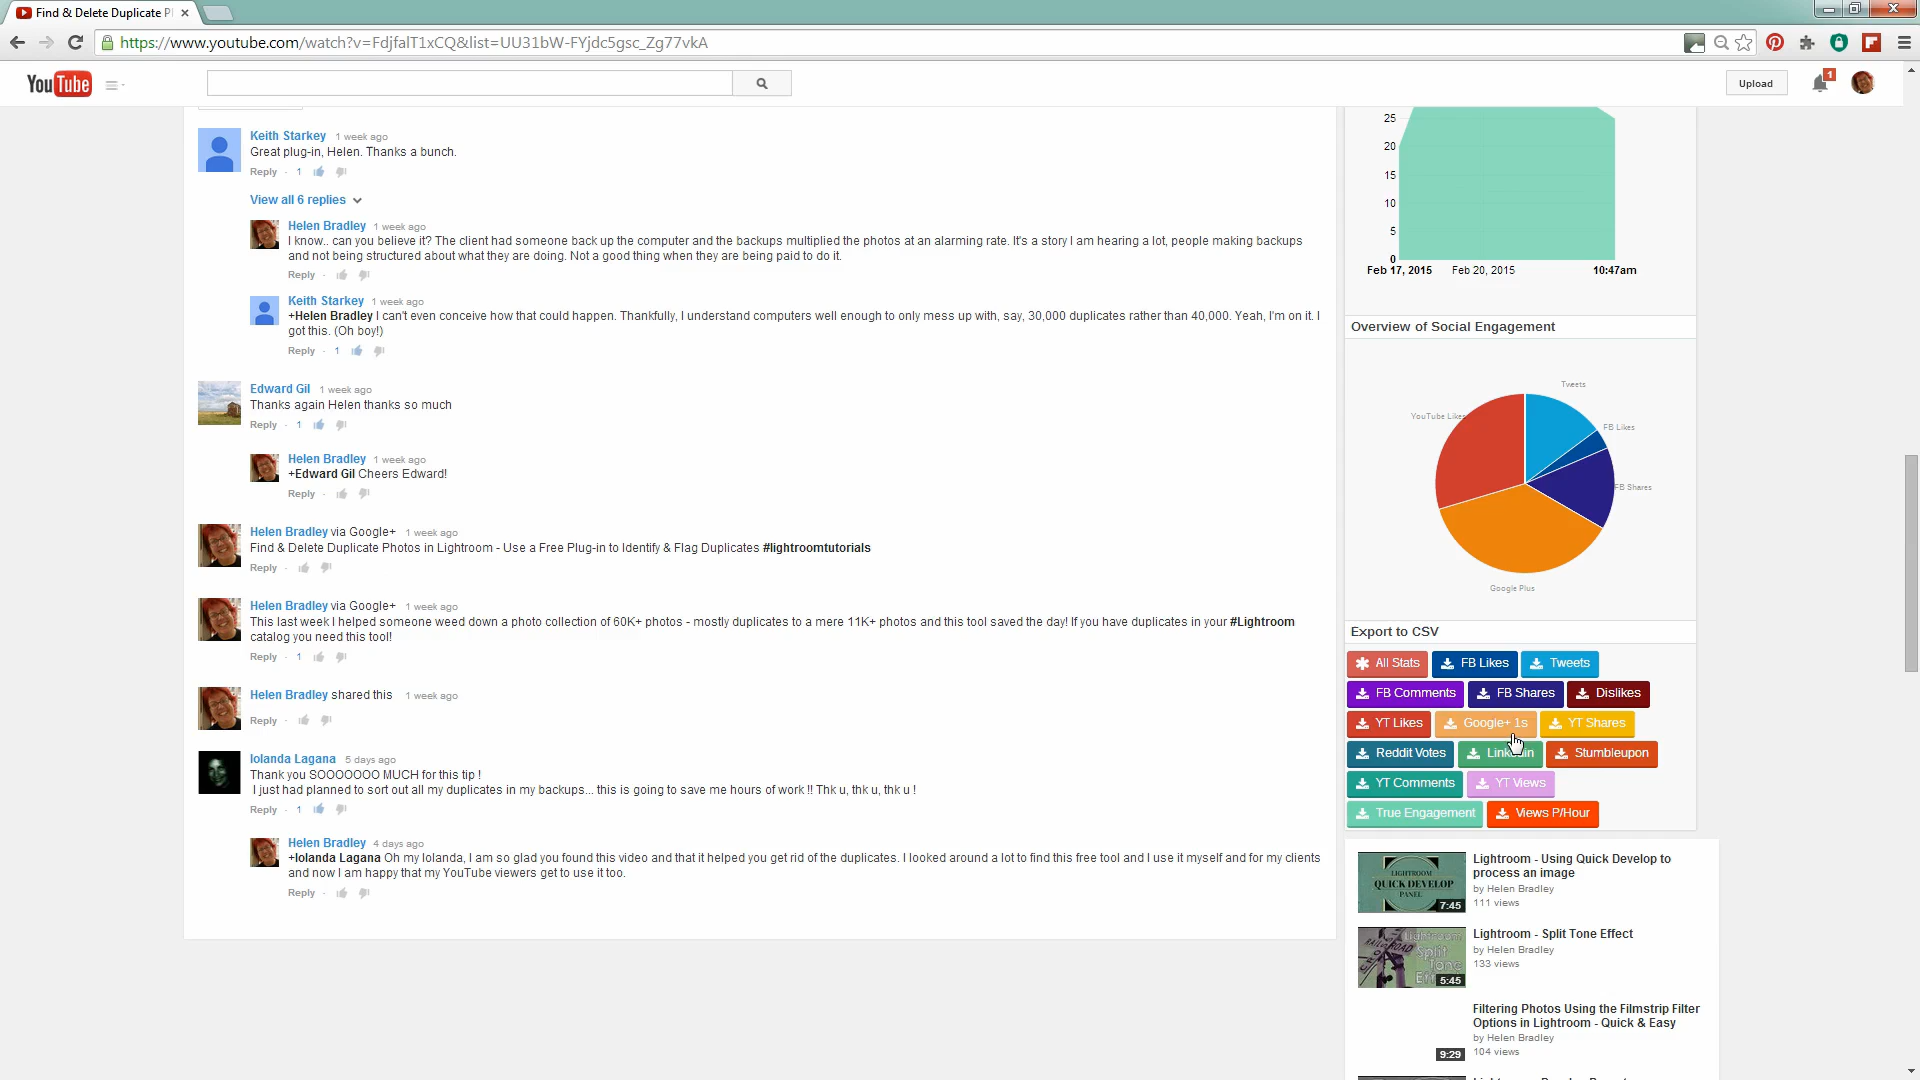 Find & Delete Duplicate P
https://www.youtube.com/watch?v=FdjfalT1xCQ&list=UU31bW-FYjdc5gsc_Zg77vkA
YouTube
Upload
1
Keith Starkey 1 week ago
Great plug-in, Helen. Thanks a bunch.
Reply · 1
View all 6 replies
Helen Bradley 1 week ago
I know.. can you believe it? The client had someone back up the computer and the backups multiplied the photos at an alarming rate. It's a story I am hearing a lot, people making backups
and not being structured about what they are doing. Not a good thing when they are being paid to do it.
Reply ·
Keith Starkey 1 week ago
+Helen Bradley I can't even conceive how that could happen. Thankfully, I understand computers well enough to only mess up with, say, 30,000 duplicates rather than 40,000. Yeah, I'm on it. I
got this. (Oh boy!)
Reply · 1
Edward Gil 1 week ago
Thanks again Helen thanks so much
Reply · 1
Helen Bradley 1 week ago
+Edward Gil Cheers Edward!
Reply ·
Helen Bradley via Google+ 1 week ago
Find & Delete Duplicate Photos in Lightroom - Use a Free Plug-in to Identify & Flag Duplicates #lightroomtutorials
Reply ·
Helen Bradley via Google+ 1 week ago
This last week I helped someone weed down a photo collection of 60K+ photos - mostly duplicates to a mere 11K+ photos and this tool saved the day! If you have duplicates in your #Lightroom
catalog you need this tool!
Reply · 1
Helen Bradley shared this 1 week ago
Reply ·
Iolanda Lagana 5 days ago
Thank you SOOOOOOO MUCH for this tip !
I just had planned to sort out all my duplicates in my backups... this is going to save me hours of work !! Thk u, thk u, thk u !
Reply · 1
Helen Bradley 4 days ago
+Iolanda Lagana Oh my Iolanda, I am so glad you found this video and that it helped you get rid of the duplicates. I looked around a lot to find this free tool and I use it myself and for my clients
and now I am happy that my YouTube viewers get to use it too.
Reply ·
25
20
15
10
5
0
Feb 17, 2015 Feb 20, 2015 10:47am
Overview of Social Engagement
Tweets
YouTube Likes
FB Likes
FB Shares
Google Plus
Export to CSV
All Stats FB Likes Tweets
FB Comments FB Shares Dislikes
YT Likes Google+ 1s YT Shares
Reddit Votes LinkedIn Stumbleupon
YT Comments YT Views
True Engagement Views P/Hour
LIGHTROOM
QUICK DEVELOP
PANEL
7:45
Lightroom - Using Quick Develop to
process an image
by Helen Bradley
111 views
Lightroom
Split
Tone
5:45
Lightroom - Split Tone Effect
by Helen Bradley
133 views
Filtering Photos Using the Filmstrip Filter
Options in Lightroom - Quick & Easy
by Helen Bradley
104 views
9:29